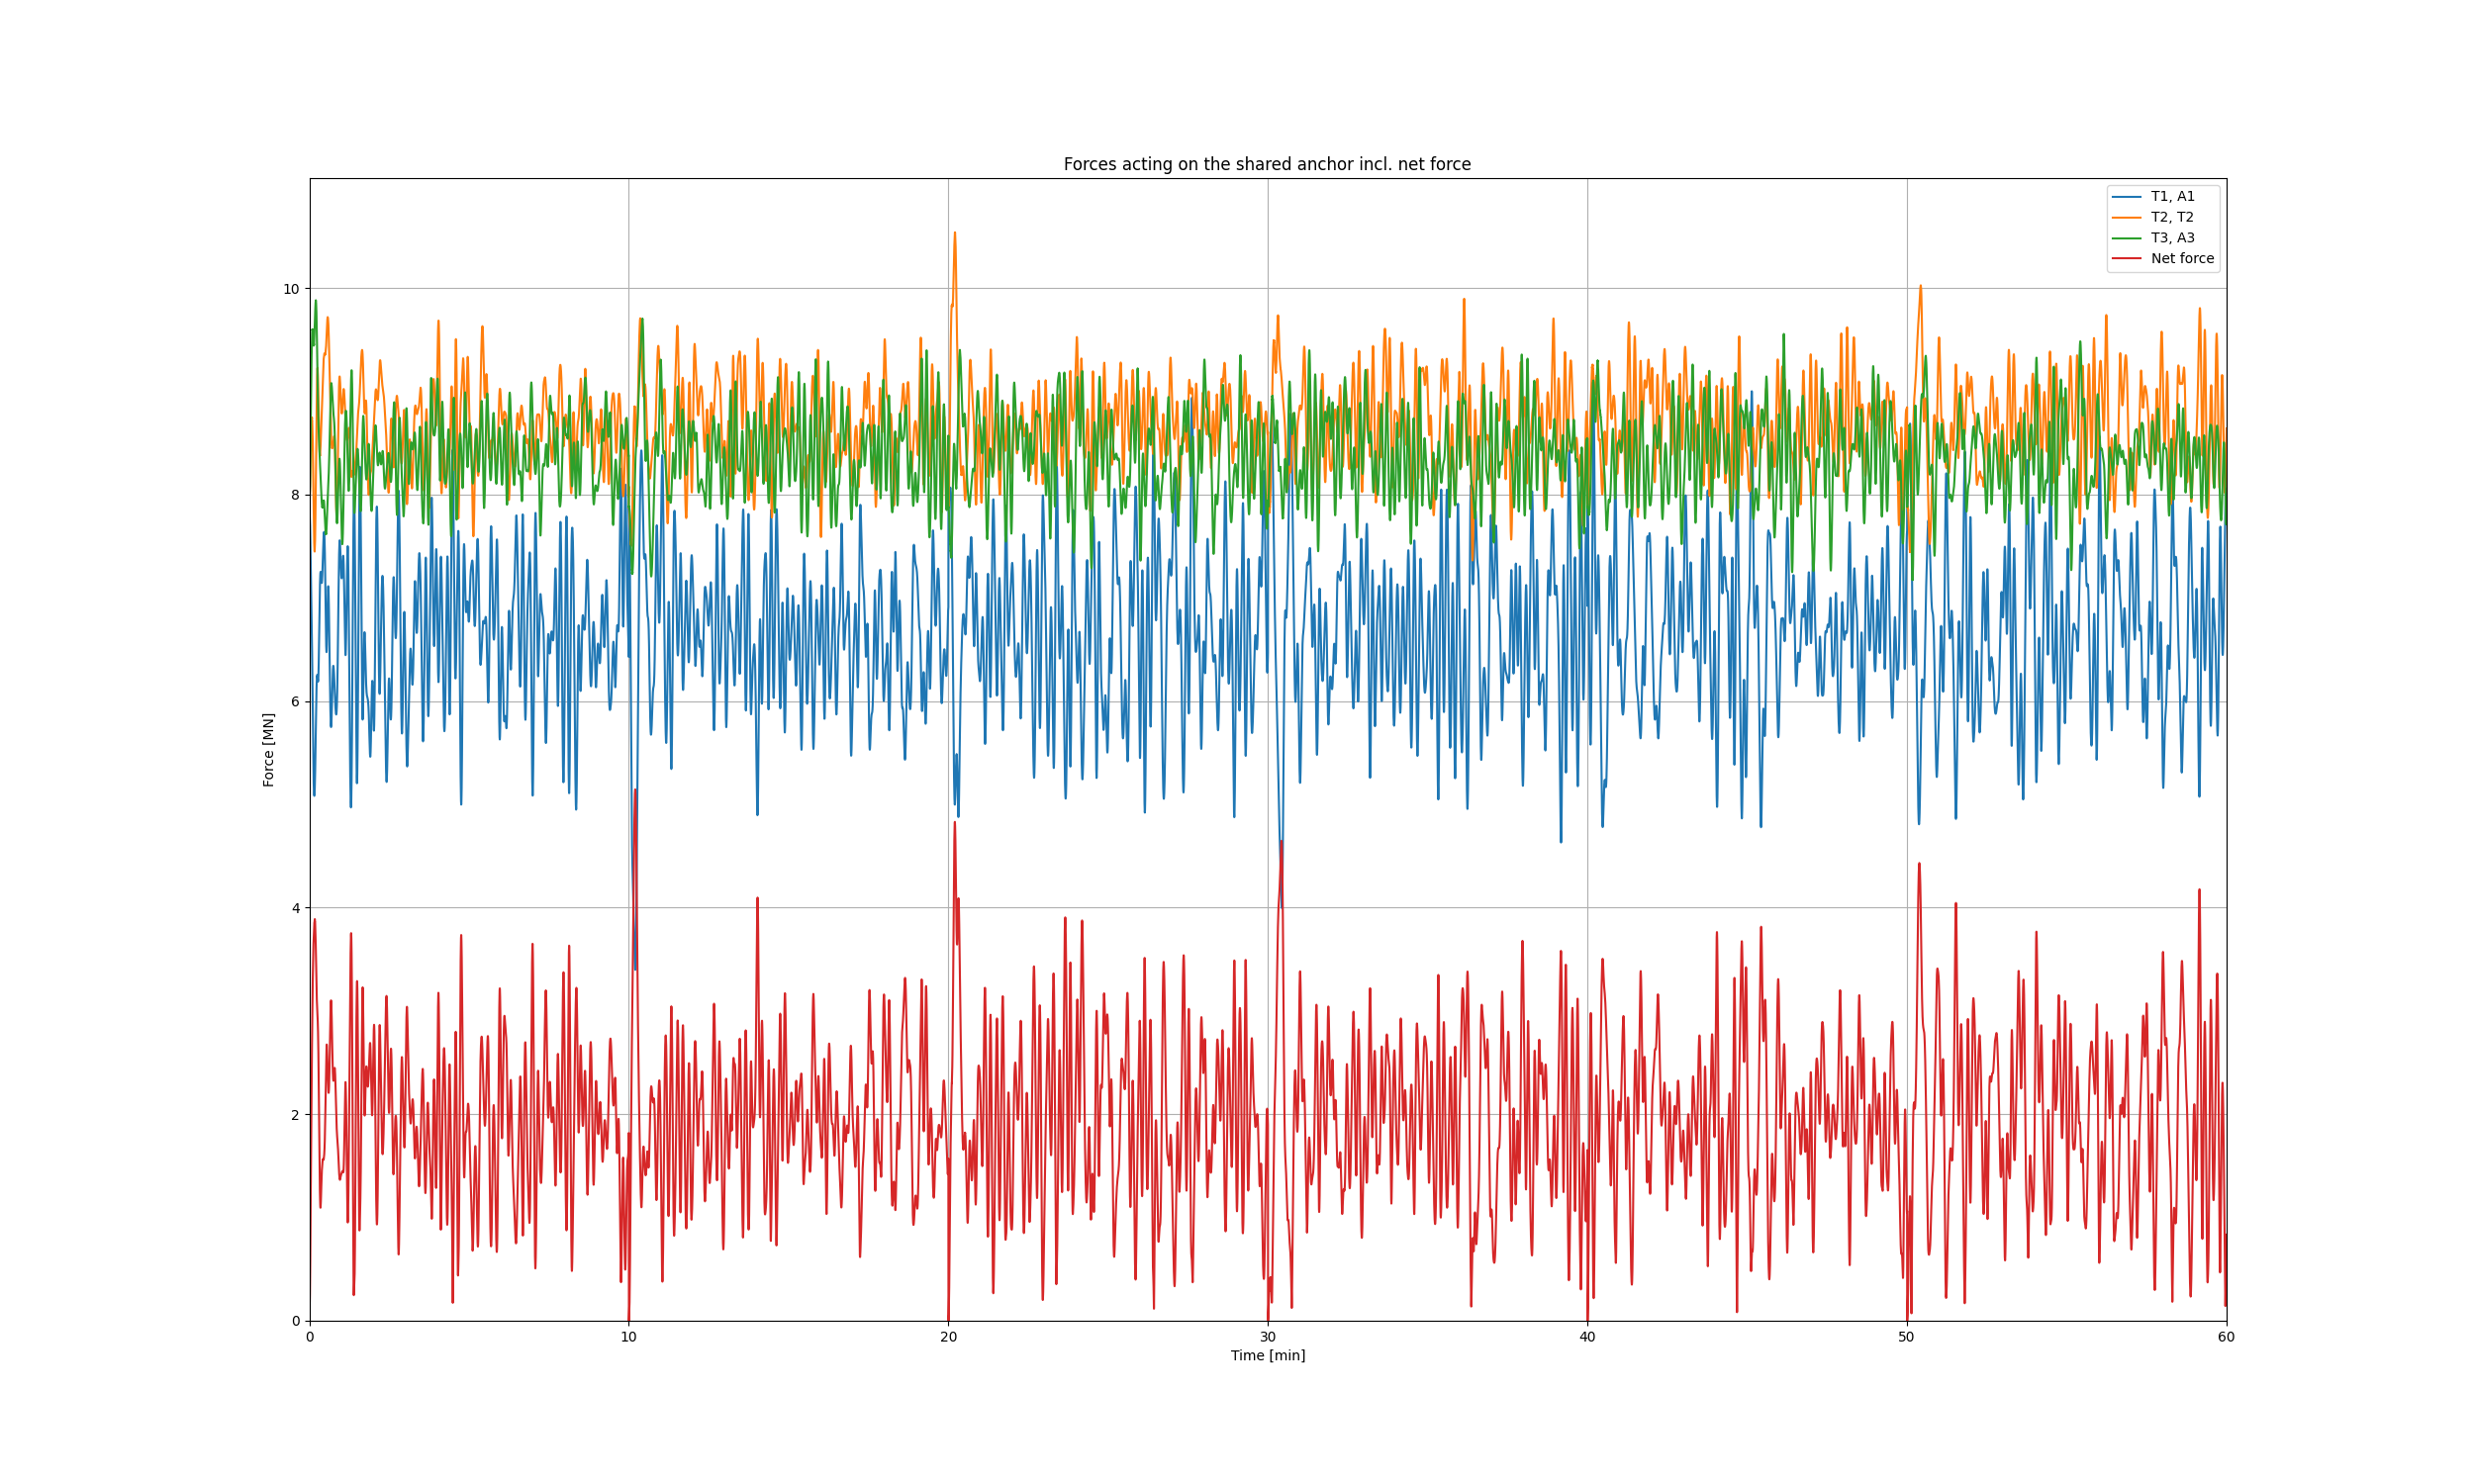 Forces acting on the shared anchor incl. net force
T1, A1
T2, T2
T3, A3
Net force
Force [MN]
10
8
6
4
2
0
0 10 20 30 40 50 60
Time [min]